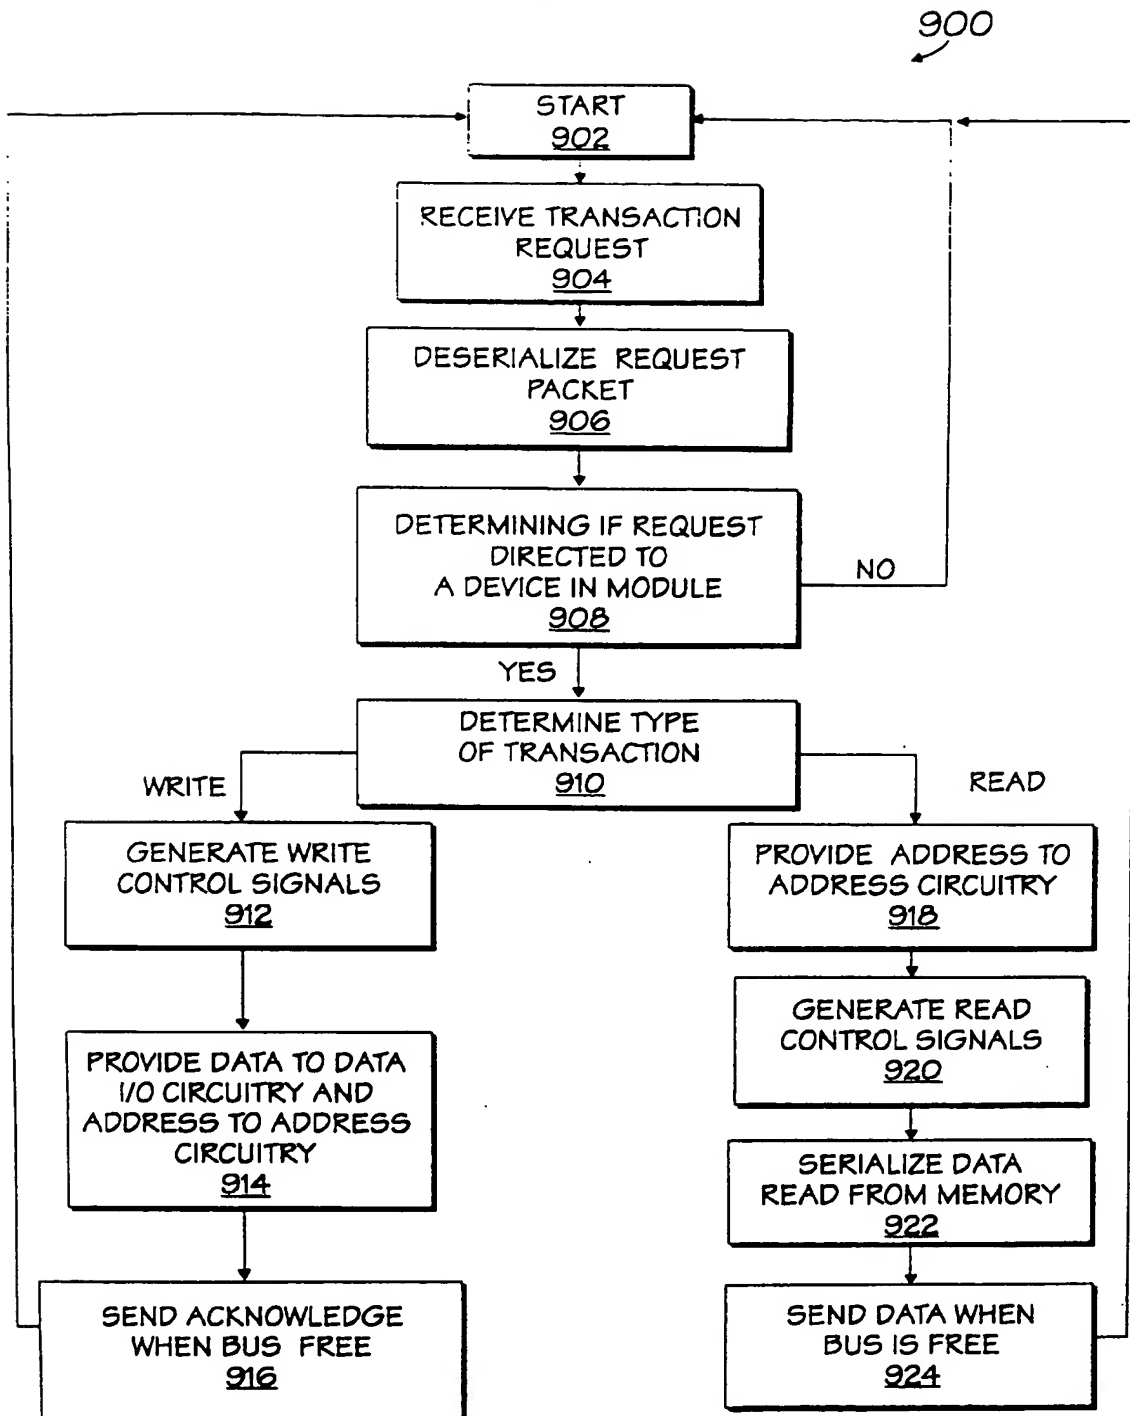 900
START
902
RECEIVE TRANSACTION
REQUEST
904
DESERIALIZE REQUEST
PACKET
906
DETERMINING IF REQUEST
DIRECTED TO
A DEVICE IN MODULE
908
NO
YES
DETERMINE TYPE
OF TRANSACTION
910
WRITE
READ
GENERATE WRITE
CONTROL SIGNALS
912
PROVIDE DATA TO DATA
I/O CIRCUITRY AND
ADDRESS TO ADDRESS
CIRCUITRY
914
SEND ACKNOWLEDGE
WHEN BUS FREE
916
PROVIDE ADDRESS TO
ADDRESS CIRCUITRY
918
GENERATE READ
CONTROL SIGNALS
920
SERIALIZE DATA
READ FROM MEMORY
922
SEND DATA WHEN
BUS IS FREE
924